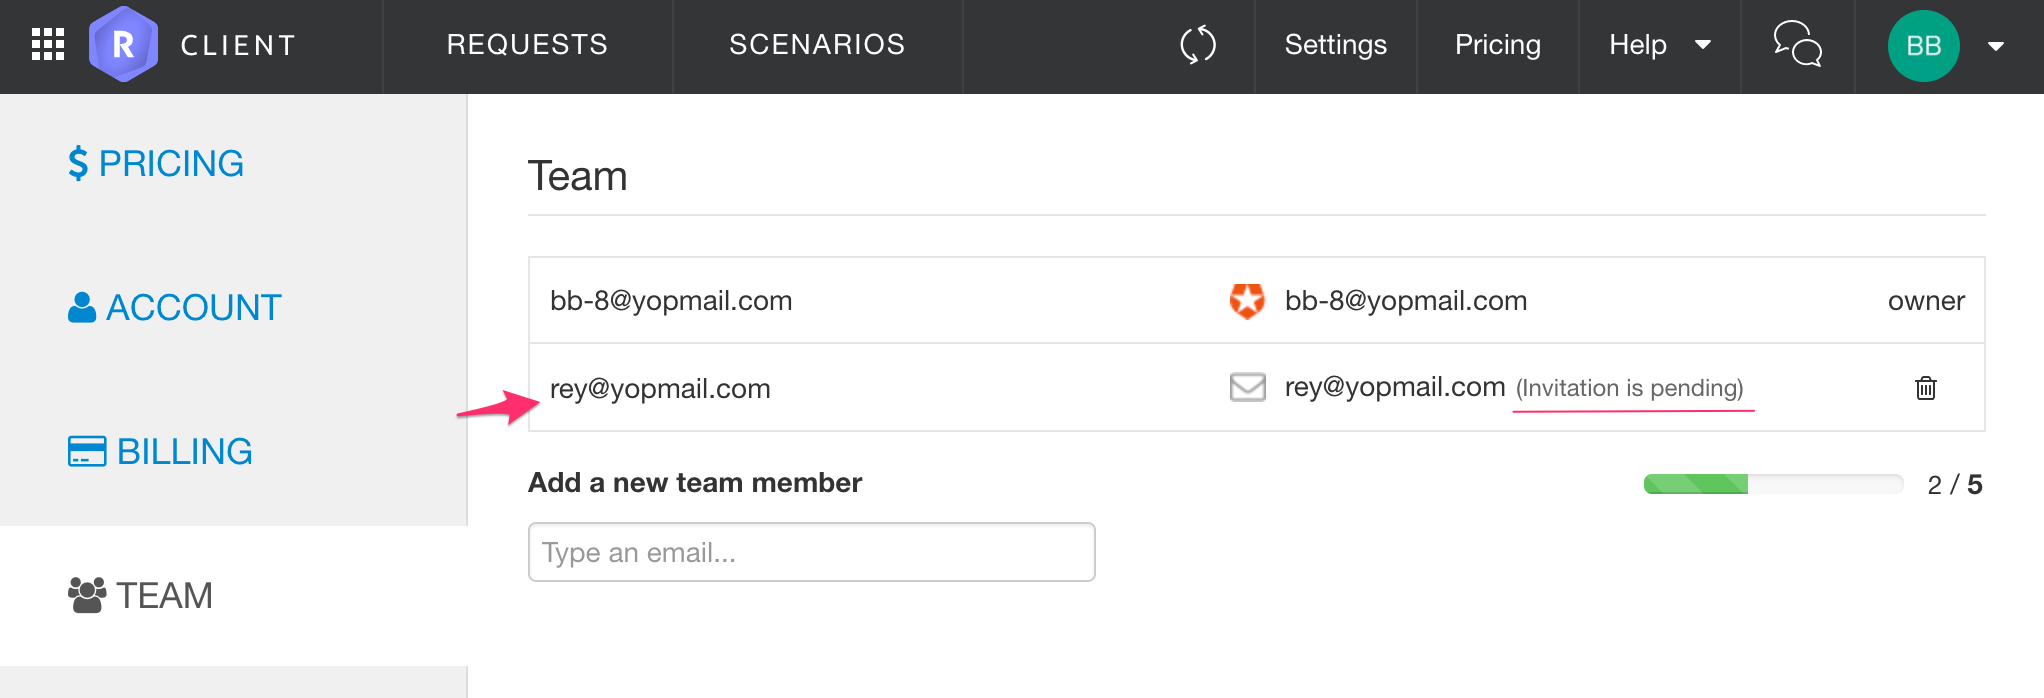 R CLIENT REQUESTS SCENARIOS Settings Pricing Help BB
$ PRICING
ACCOUNT
BILLING
TEAM
Team
bb-8@yopmail.com bb-8@yopmail.com owner
rey@yopmail.com rey@yopmail.com (Invitation is pending)
Add a new team member 2 / 5
Type an email...